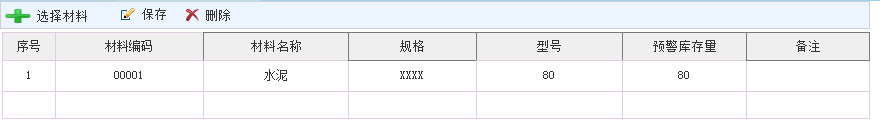 选择材料 保存 删除
序号 材料编码 材料名称 规格 型号 预警库存量 备注
1 00001 水泥 XXXX 80 80